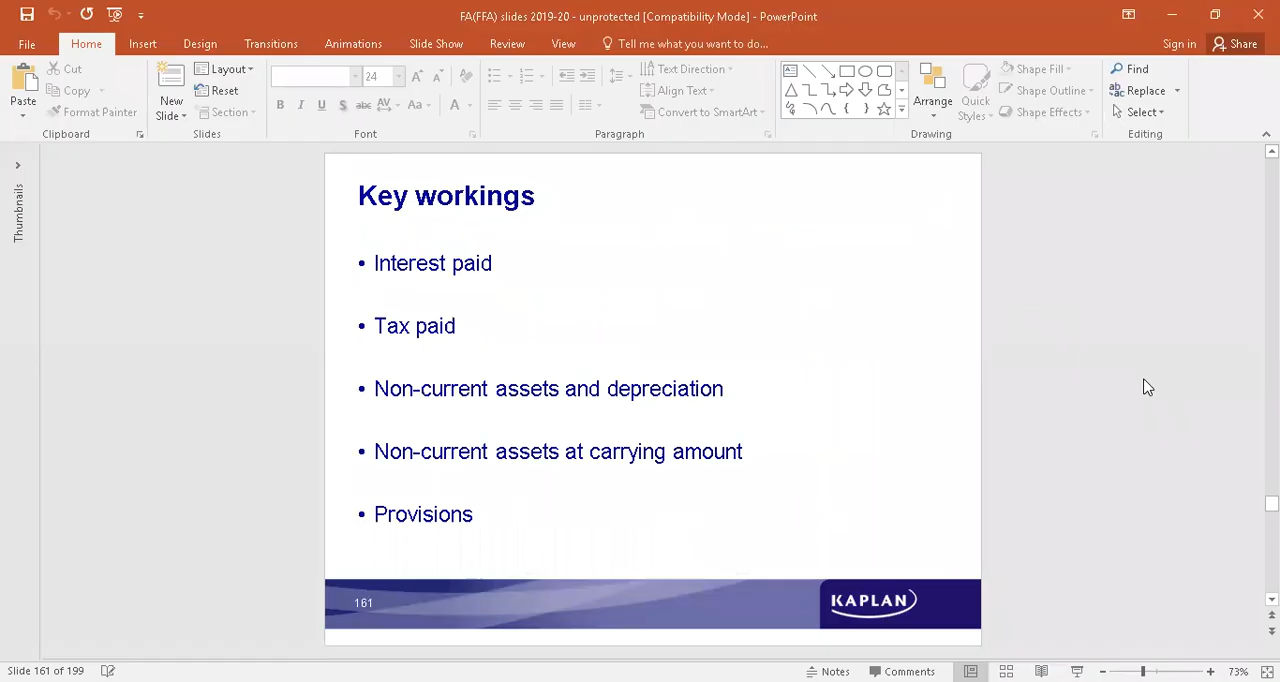 FA(FFA) slides 2019-20 - unprotected [Compatibility Mode] - PowerPoint
File Home Insert Design Transitions Animations Slide Show Review View Tell me what you want to do... Sign in Share
Paste
Cut
Copy
Format Painter
Clipboard
New
Slide
Layout
Reset
Section
Slides
24
B I U S abc AV Aa A
Font
Text Direction
Align Text
Convert to SmartArt
Paragraph
Arrange
Quick
Styles
Shape Fill
Shape Outline
Shape Effects
Drawing
Find
Replace
Select
Editing
Thumbnails
Key workings
• Interest paid
• Tax paid
• Non-current assets and depreciation
• Non-current assets at carrying amount
• Provisions
161
KAPLAN
Slide 161 of 199
Notes Comments 73%